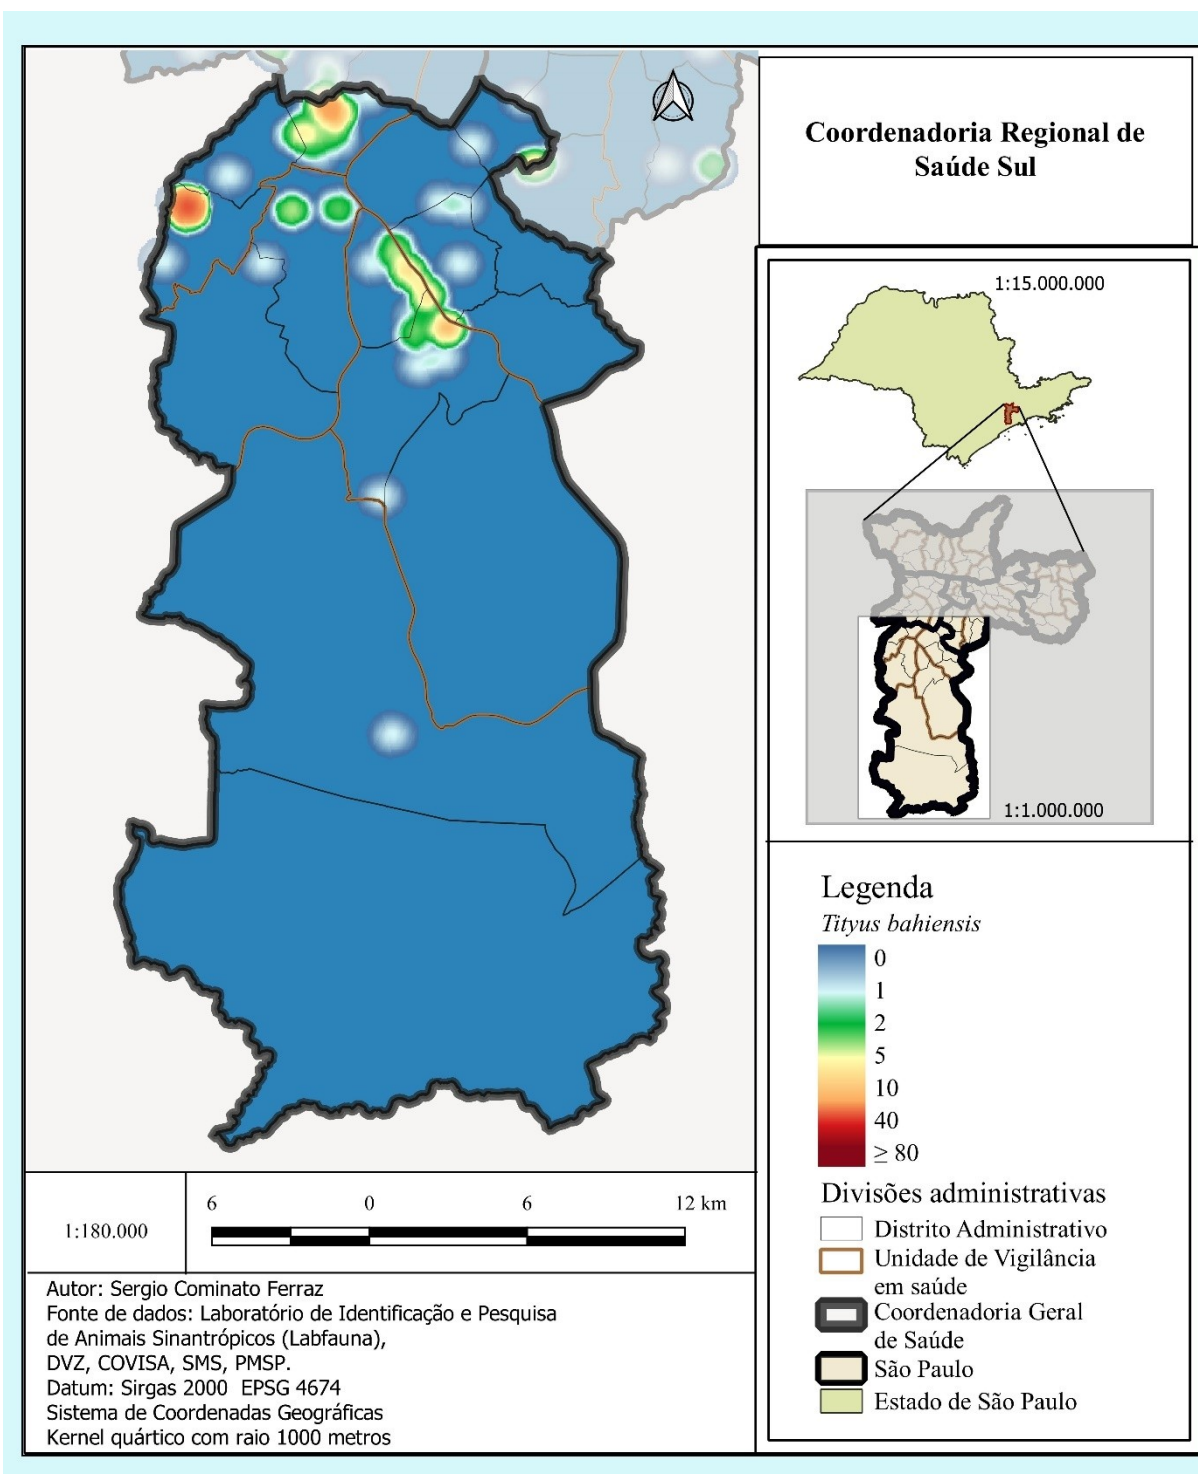 Coordenadoria Regional de
Saúde Sul
1:15.000.000
1:1.000.000
Legenda
Tityus bahiensis
0
1
2
5
10
40
≥ 80
Divisões administrativas
Distrito Administrativo
Unidade de Vigilância
em saúde
Coordenadoria Geral
de Saúde
São Paulo
Estado de São Paulo
1:180.000
6 0 6 12 km
Autor: Sergio Cominato Ferraz
Fonte de dados: Laboratório de Identificação e Pesquisa
de Animais Sinantrópicos (Labfauna),
DVZ, COVISA, SMS, PMSP.
Datum: Sirgas 2000 EPSG 4674
Sistema de Coordenadas Geográficas
Kernel quártico com raio 1000 metros